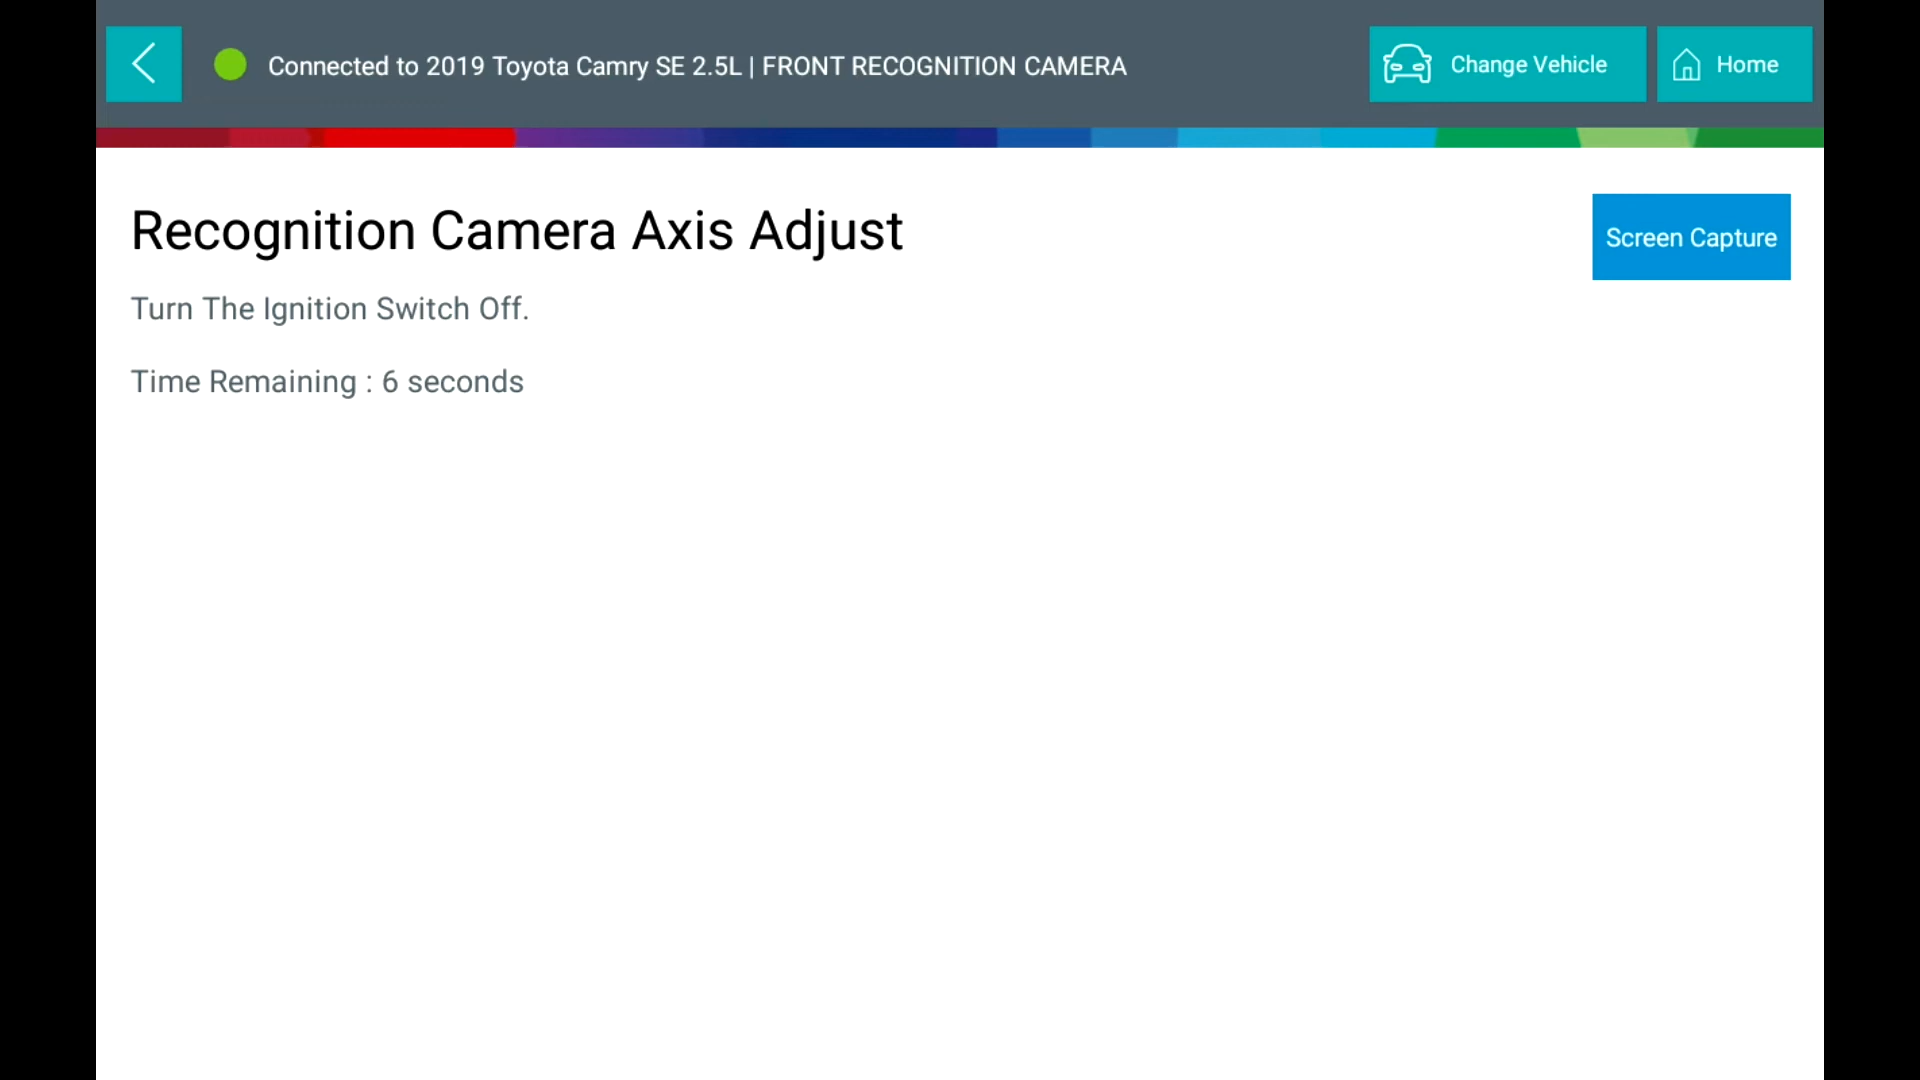 Connected to 2019 Toyota Camry SE 2.5L | FRONT RECOGNITION CAMERA
Change Vehicle
Home
Recognition Camera Axis Adjust
Screen Capture
Turn The Ignition Switch Off.
Time Remaining : 6 seconds